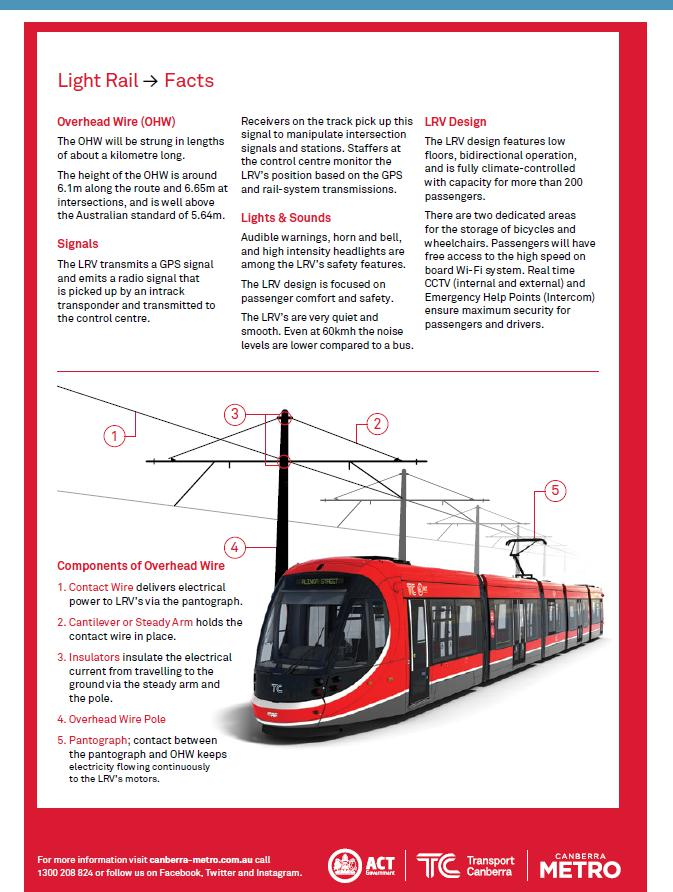 Light Rail → Facts
Overhead Wire (OHW)
The OHW will be strung in lengths
of about a kilometre long.
The height of the OHW is around
6.1m along the route and 6.65m at
intersections, and is well above
the Australian standard of 5.64m.
Signals
The LRV transmits a GPS signal
and emits a radio signal that
is picked up by an intrack
transponder and transmitted to
the control centre.
Receivers on the track pick up this
signal to manipulate intersection
signals and stations. Staffers at
the control centre monitor the
LRV's position based on the GPS
and rail-system transmissions.
Lights & Sounds
Audible warnings, horn and bell,
and high intensity headlights are
among the LRV's safety features.
The LRV design is focused on
passenger comfort and safety.
The LRV's are very quiet and
smooth. Even at 60kmh the noise
levels are lower compared to a bus.
LRV Design
The LRV design features low
floors, bidirectional operation,
and is fully climate-controlled
with capacity for more than 200
passengers.
There are two dedicated areas
for the storage of bicycles and
wheelchairs. Passengers will have
free access to the high speed on
board Wi-Fi system. Real time
CCTV (internal and external) and
Emergency Help Points (Intercom)
ensure maximum security for
passengers and drivers.
1
3
2
5
4
Components of Overhead Wire
1. Contact Wire delivers electrical
power to LRV's via the pantograph.
2. Cantilever or Steady Arm holds the
contact wire in place.
3. Insulators insulate the electrical
current from travelling to the
ground via the steady arm and
the pole.
4. Overhead Wire Pole
5. Pantograph; contact between
the pantograph and OHW keeps
electricity flowing continuously
to the LRV's motors.
ALINGA STREET
TC
TC
For more information visit canberra-metro.com.au call
1300 208 824 or follow us on Facebook, Twitter and Instagram.
ACT
Government
TC
Transport
Canberra
CANBERRA
METRO